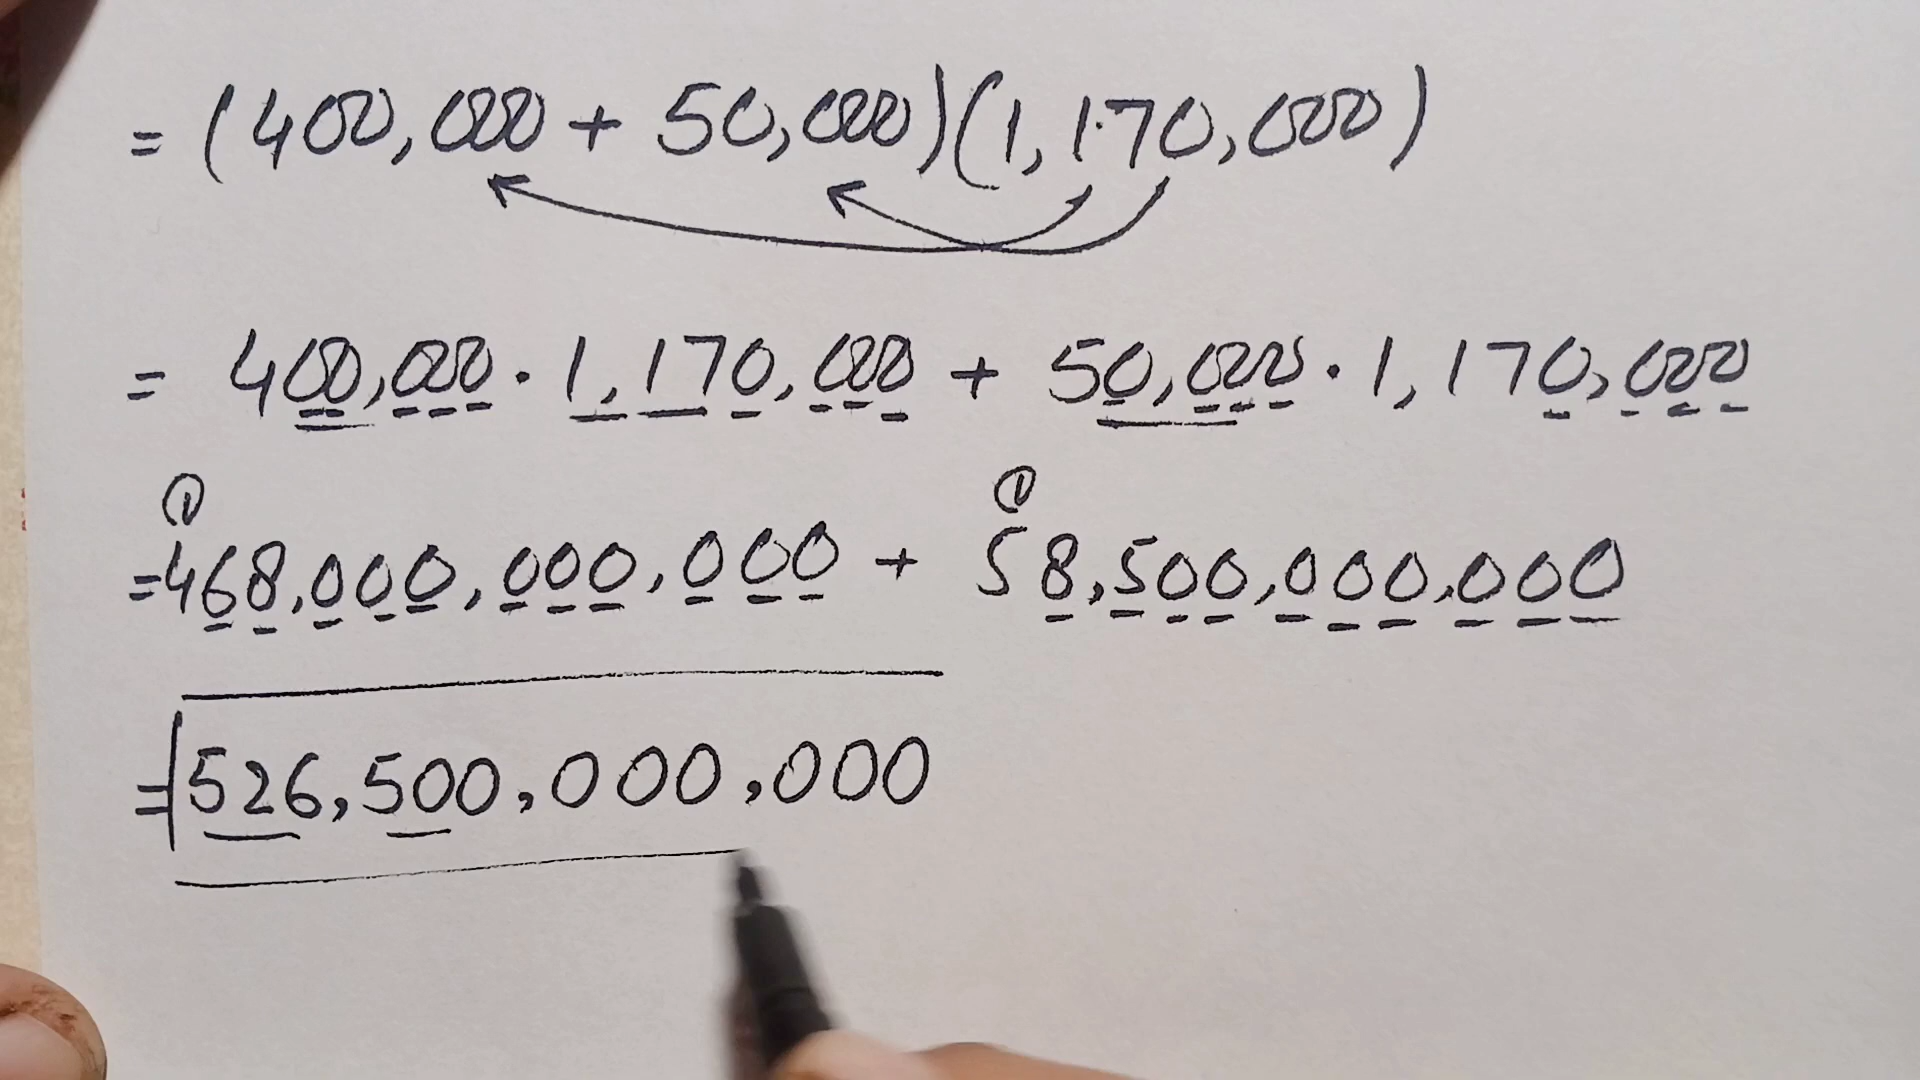 = (400,000 + 50,000)(1,170,000)
= 400,000 · 1,170,000 + 50,000 · 1,170,000
1 1
= 468,000,000,000 + 58,500,000,000
= 526,500,000,000